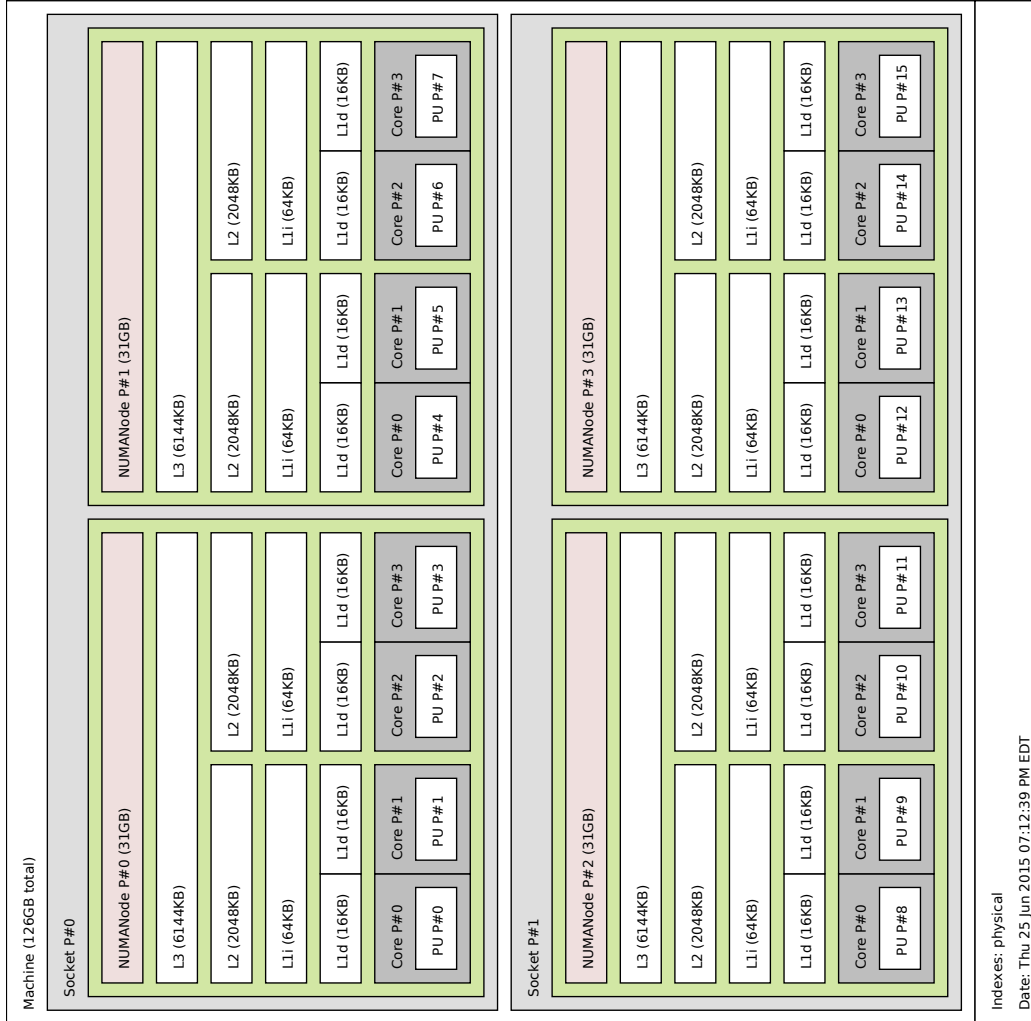 Machine (126GB total)
Socket P#0
NUMANode P#0 (31GB)
L3 (6144KB)
L2 (2048KB)
L2 (2048KB)
L1i (64KB)
L1i (64KB)
L1d (16KB)
L1d (16KB)
L1d (16KB)
L1d (16KB)
Core P#0
Core P#1
Core P#2
Core P#3
PU P#0
PU P#1
PU P#2
PU P#3
NUMANode P#1 (31GB)
L3 (6144KB)
L2 (2048KB)
L2 (2048KB)
L1i (64KB)
L1i (64KB)
L1d (16KB)
L1d (16KB)
L1d (16KB)
L1d (16KB)
Core P#0
Core P#1
Core P#2
Core P#3
PU P#4
PU P#5
PU P#6
PU P#7
Socket P#1
NUMANode P#2 (31GB)
L3 (6144KB)
L2 (2048KB)
L2 (2048KB)
L1i (64KB)
L1i (64KB)
L1d (16KB)
L1d (16KB)
L1d (16KB)
L1d (16KB)
Core P#0
Core P#1
Core P#2
Core P#3
PU P#8
PU P#9
PU P#10
PU P#11
NUMANode P#3 (31GB)
L3 (6144KB)
L2 (2048KB)
L2 (2048KB)
L1i (64KB)
L1i (64KB)
L1d (16KB)
L1d (16KB)
L1d (16KB)
L1d (16KB)
Core P#0
Core P#1
Core P#2
Core P#3
PU P#12
PU P#13
PU P#14
PU P#15
Indexes: physical
Date: Thu 25 Jun 2015 07:12:39 PM EDT